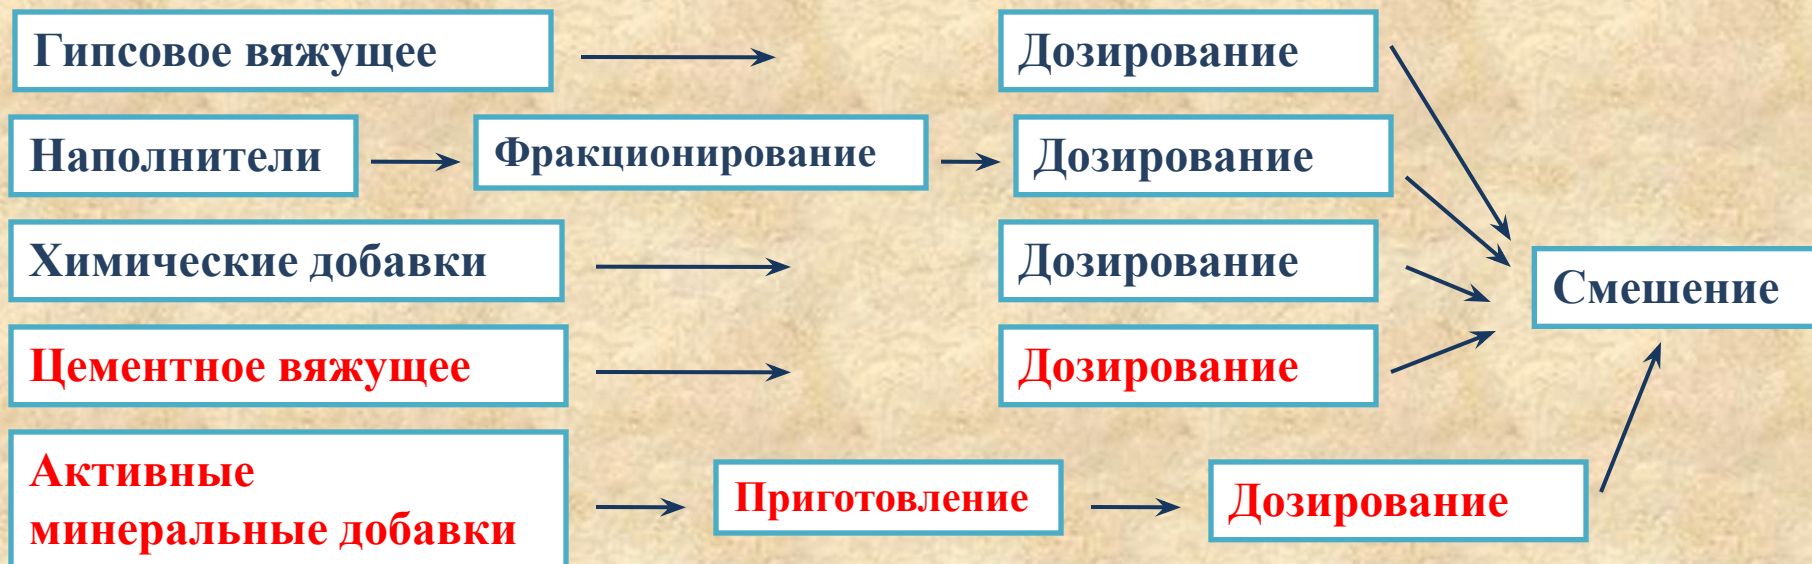 Гипсовое вяжущее
Дозирование
Наполнители
Фракционирование
Дозирование
Химические добавки
Дозирование
Смешение
Цементное вяжущее
Дозирование
Активные
минеральные добавки
Приготовление
Дозирование